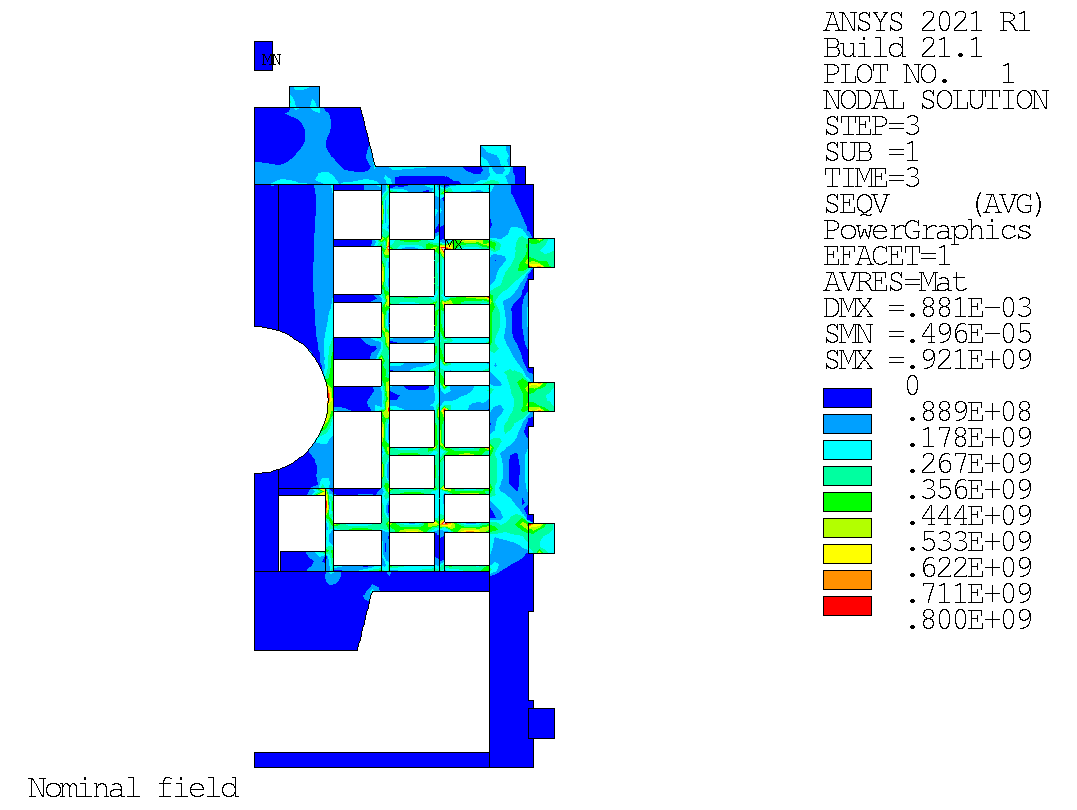 MN
MX
ANSYS 2021 R1
Build 21.1
PLOT NO. 1
NODAL SOLUTION
STEP=3
SUB =1
TIME=3
SEQV (AVG)
PowerGraphics
EFACET=1
AVRES=Mat
DMX =.881E-03
SMN =.496E-05
SMX =.921E+09
0
.889E+08
.178E+09
.267E+09
.356E+09
.444E+09
.533E+09
.622E+09
.711E+09
.800E+09
Nominal field